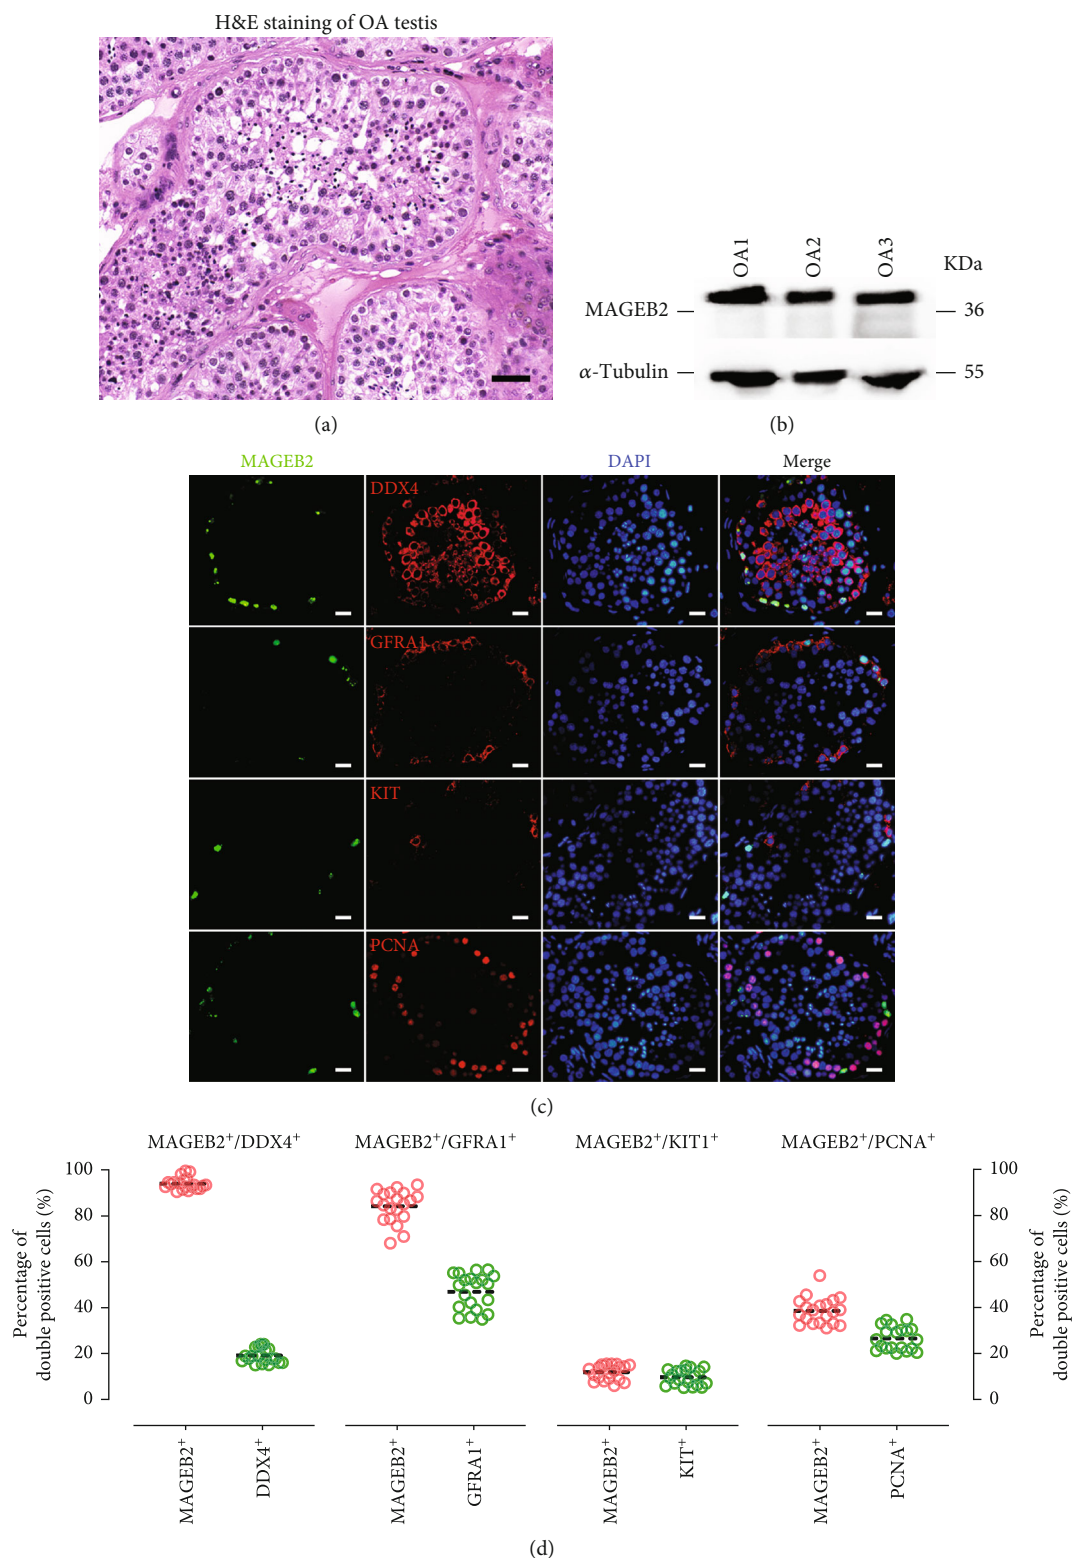 H&E staining of OA testis
(a)
OA1 OA2 OA3 KDa
MAGEB2 36
α-Tubulin 55
(b)
MAGEB2 DAPI Merge
DDX4
GFRA1
KIT
PCNA
(c)
MAGEB2⁺/DDX4⁺ MAGEB2⁺/GFRA1⁺ MAGEB2⁺/KIT1⁺ MAGEB2⁺/PCNA⁺
Percentage of
double positive cells (%)
100
80
60
40
20
0
100
80
60
40
20
0
Percentage of
double positive cells (%)
MAGEB2⁺ DDX4⁺ MAGEB2⁺ GFRA1⁺ MAGEB2⁺ KIT⁺ MAGEB2⁺ PCNA⁺
(d)